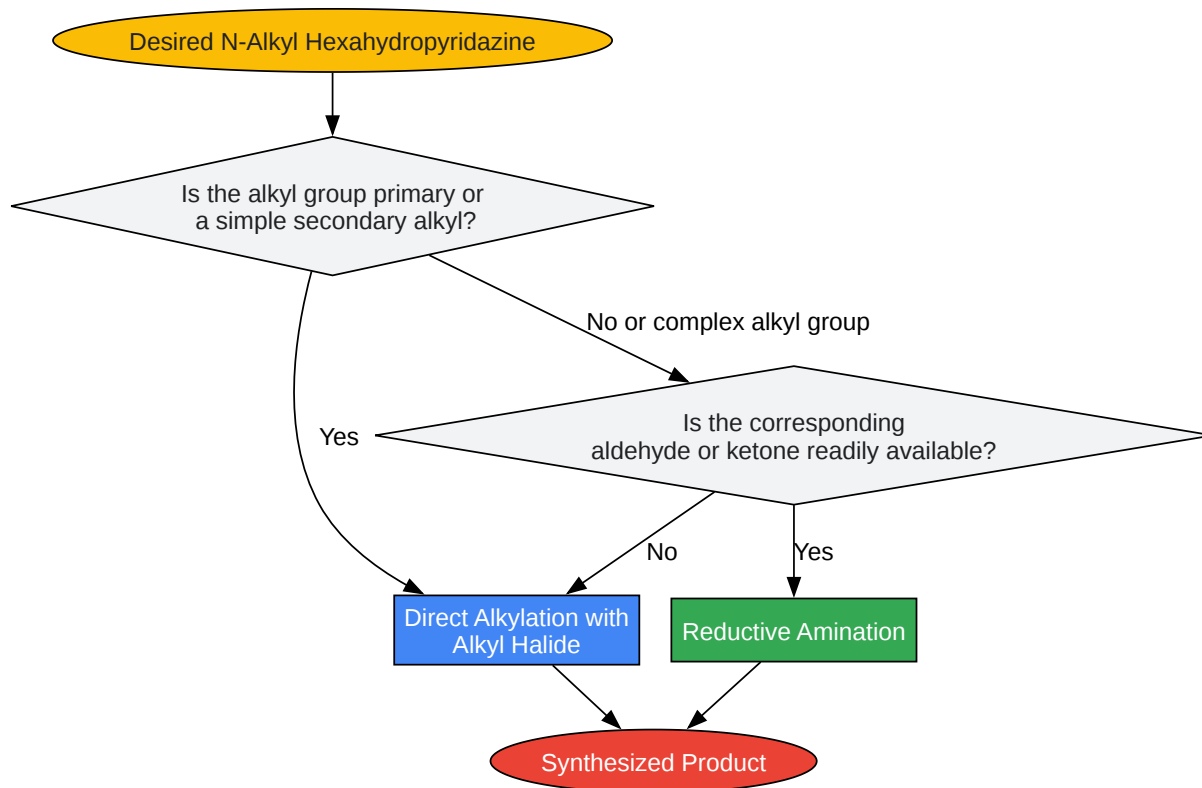 Desired N-Alkyl Hexahydropyridazine
Is the alkyl group primary or
a simple secondary alkyl?
No or complex alkyl group
Is the corresponding
aldehyde or ketone readily available?
Yes
No
Yes
Direct Alkylation with
Alkyl Halide
Reductive Amination
Synthesized Product